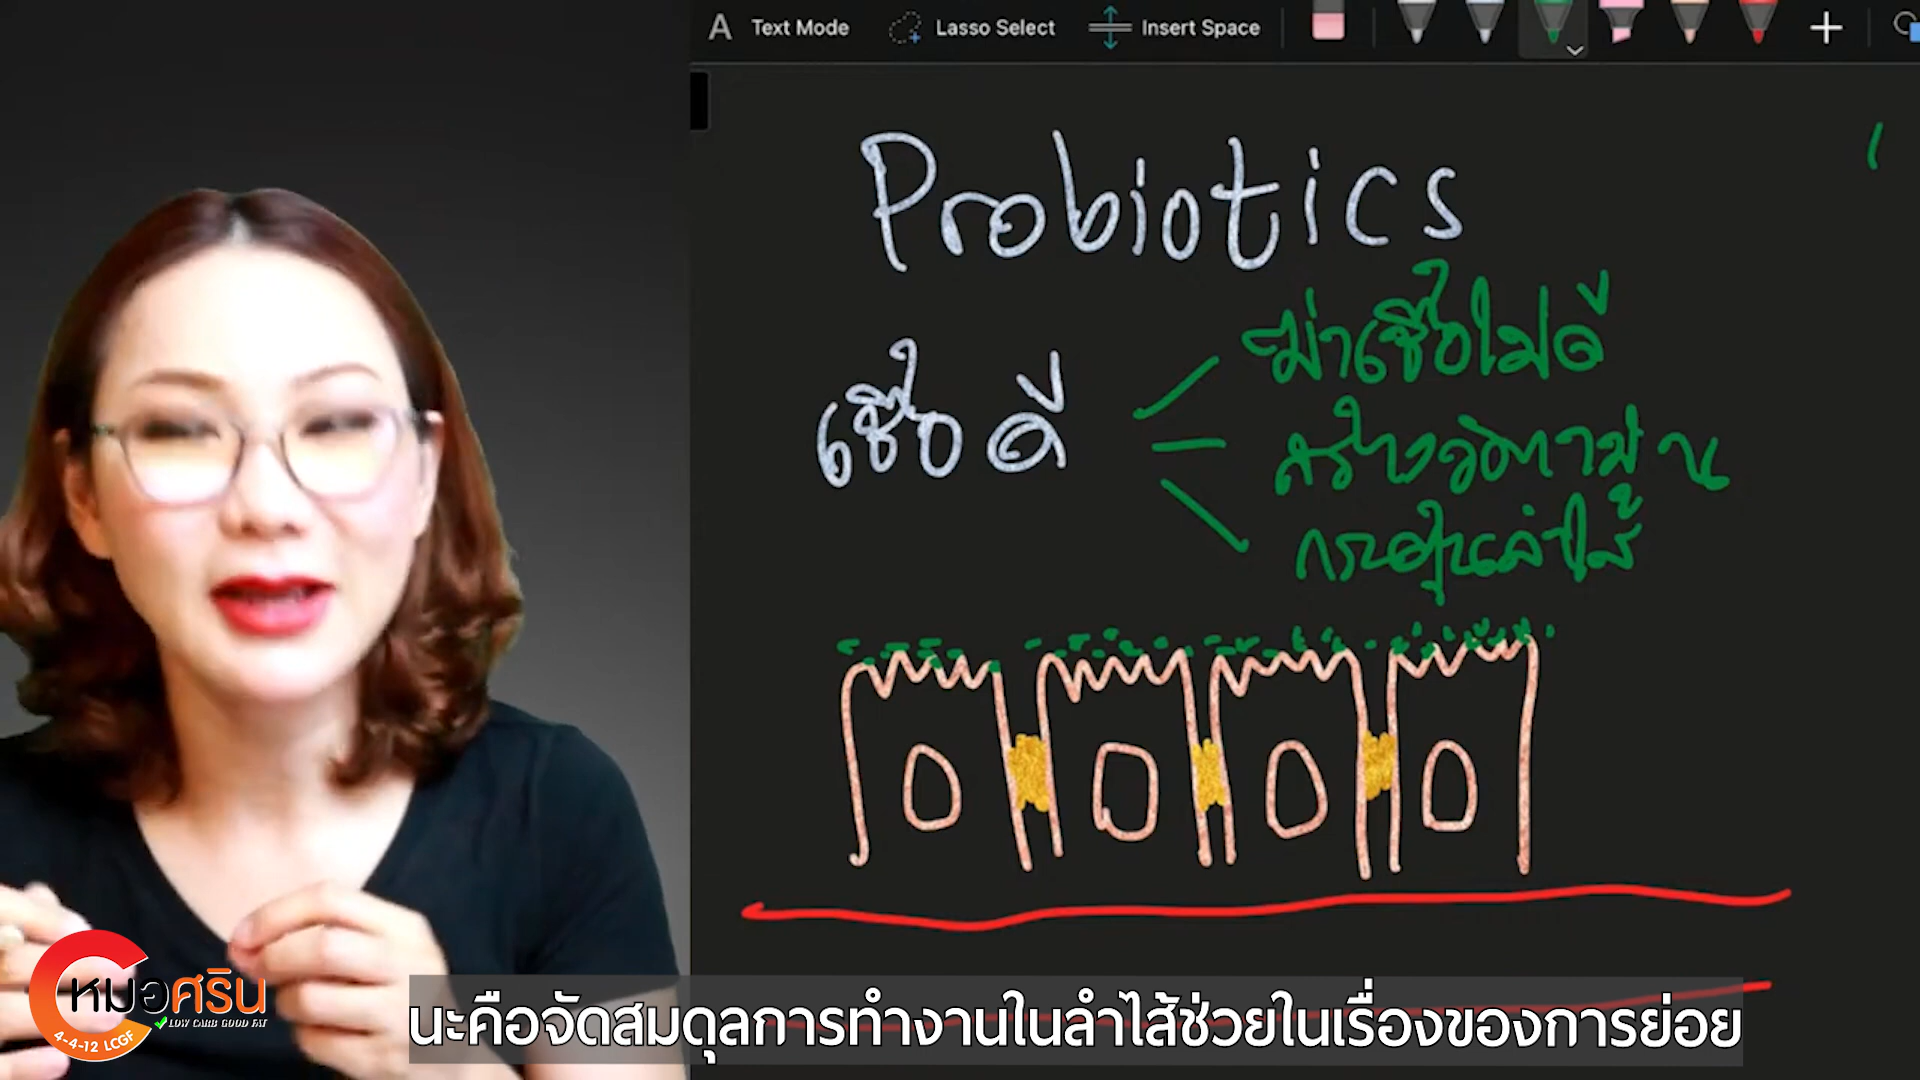 Text Mode
Lasso Select
Insert Space
Probiotics
เชื้อดี
ฆ่าเชื้อไม่ดี
สร้างวิตามิน
กระตุ้นลำไส้
หมอศริน
LOW CARB GOOD FAT
4-4-12 LCGF
นะคือจัดสมดุลการทำงานในลำไส้ช่วยในเรื่องของการย่อย